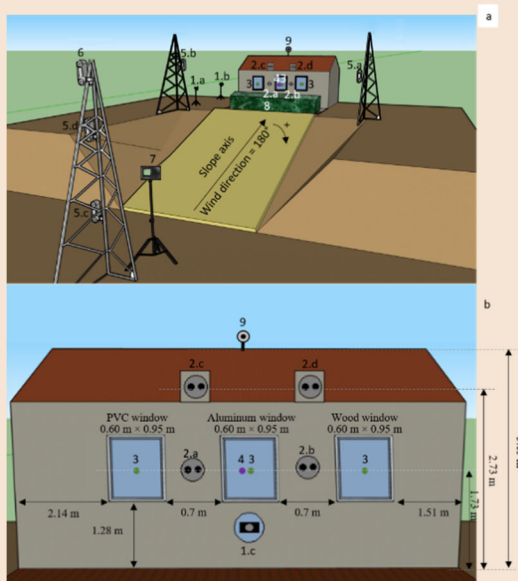 a
9
6
5.b
2.c
2.d
5.a
1.a
1.b
3
3
2.a
2.b
8
5.d
7
Slope axis
Wind direction = 180°
+
5.c
b
9
2.c
2.d
PVC window
0.60 m × 0.95 m
Aluminum window
0.60 m × 0.95 m
Wood window
0.60 m × 0.95 m
3
2.a
4 3
2.b
3
2.73 m
1.73 m
2.14 m
0.7 m
0.7 m
1.51 m
1.28 m
1.c